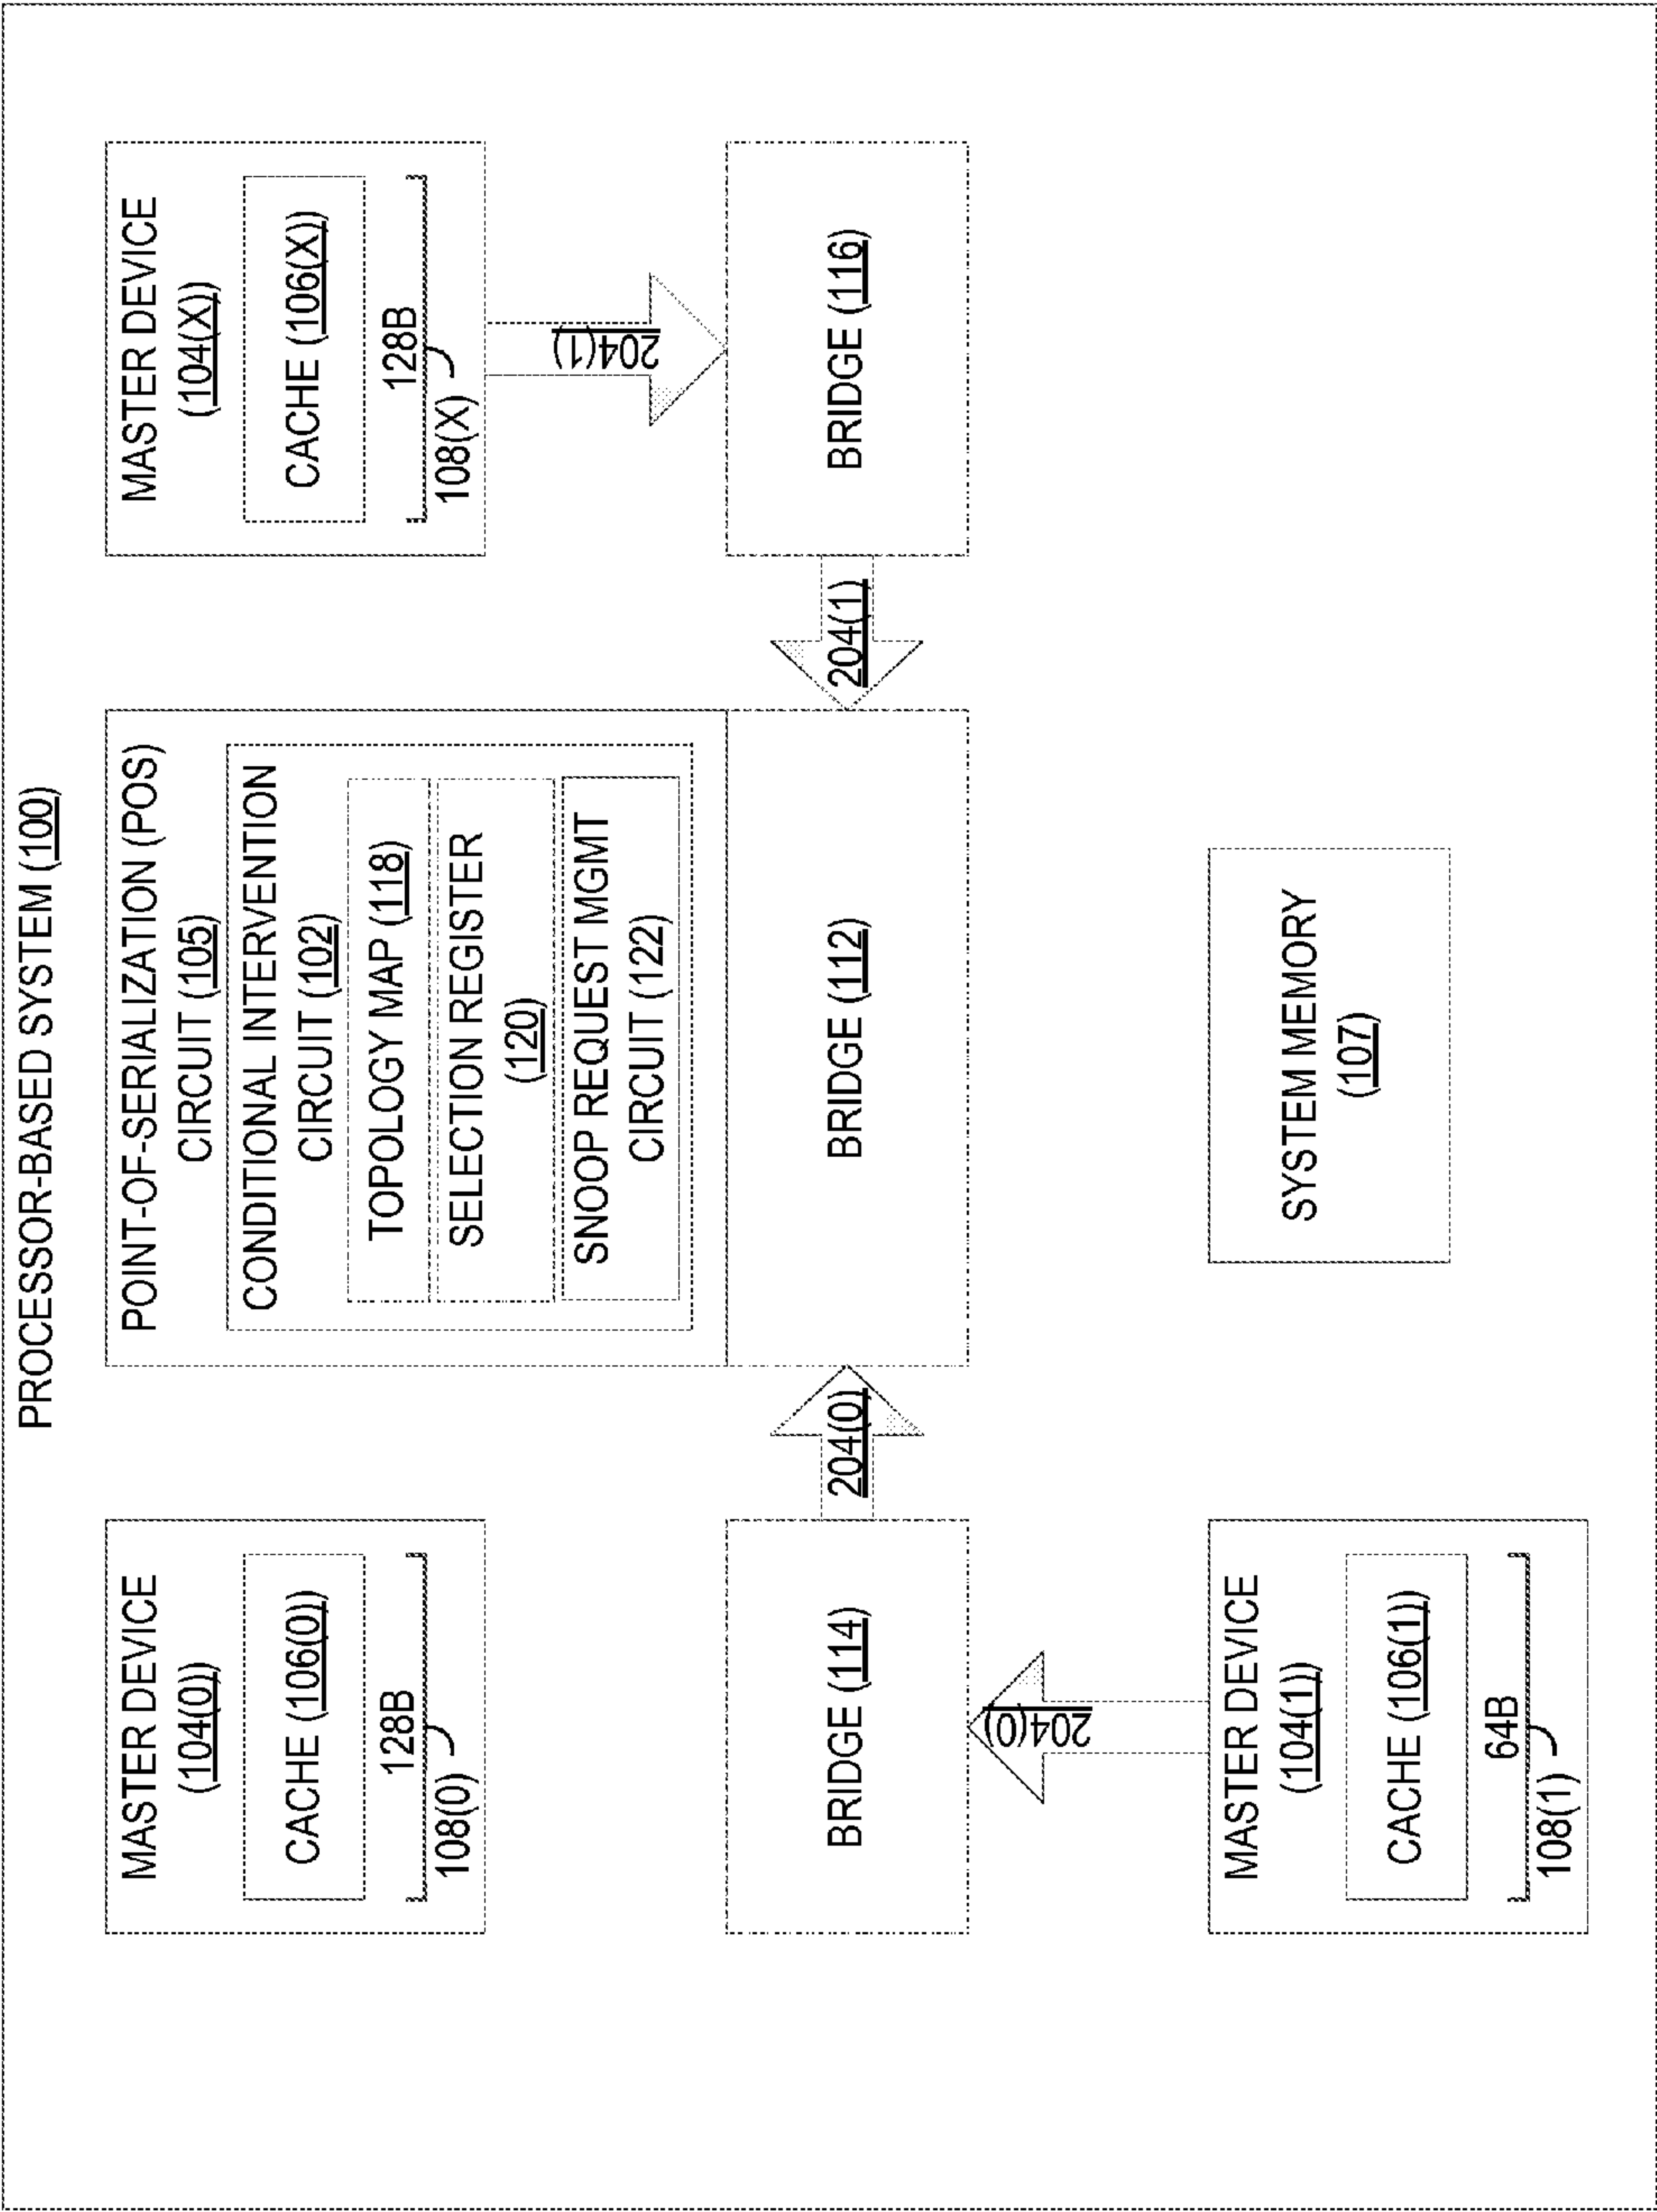 PROCESSOR-BASED SYSTEM (100)
MASTER DEVICE
(104(0))
CACHE (106(0))
128B
108(0)
POINT-OF-SERIALIZATION (POS)
CIRCUIT (105)
CONDITIONAL INTERVENTION
CIRCUIT (102)
TOPOLOGY MAP (118)
SELECTION REGISTER
(120)
SNOOP REQUEST MGMT
CIRCUIT (122)
MASTER DEVICE
(104(X))
CACHE (106(X))
128B
108(X)
204(1)
BRIDGE (114)
204(0)
BRIDGE (112)
204(1)
BRIDGE (116)
204(0)
MASTER DEVICE
(104(1))
CACHE (106(1))
64B
108(1)
SYSTEM MEMORY
(107)